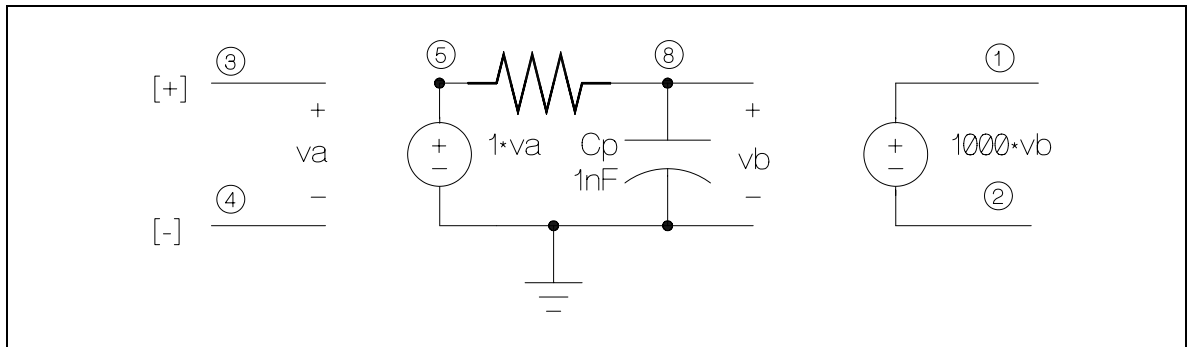 3 5 8 1
[+]
+ + +
va 1*va Cp vb 1000*vb
1nF
- - - -
4 2
[-]